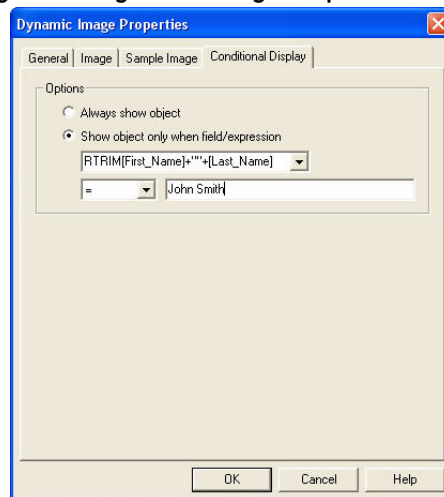 Dynamic Image Properties
General Image Sample Image Conditional Display
Options
Always show object
Show object only when field/expression
RTRIM[First_Name]+""+[Last_Name]
= John Smith
OK Cancel Help